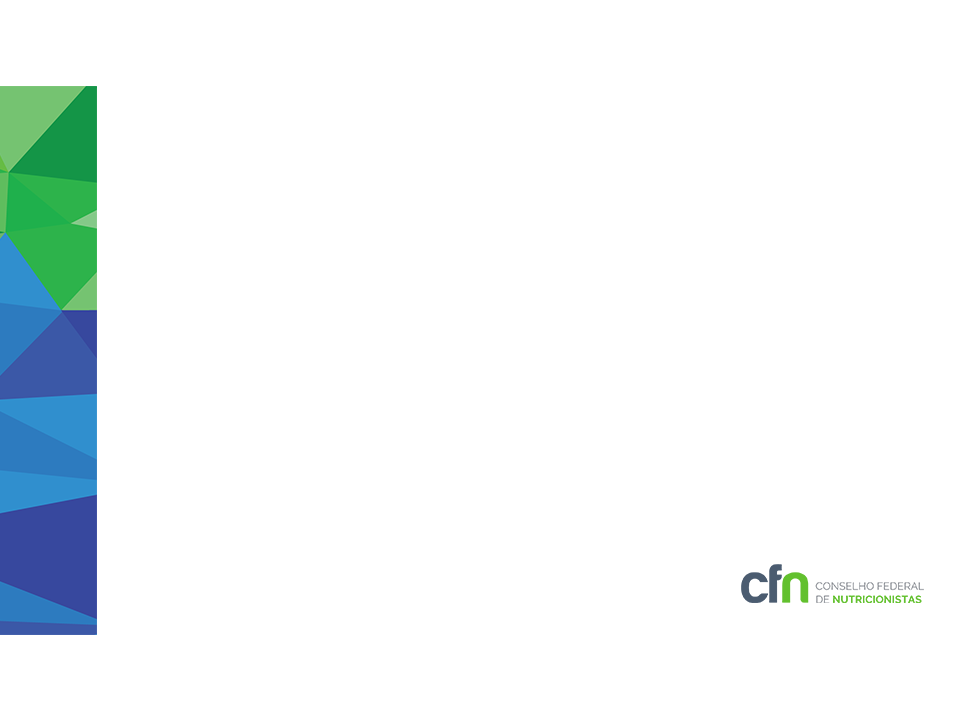 cfn
CONSELHO FEDERAL
DE NUTRICIONISTAS